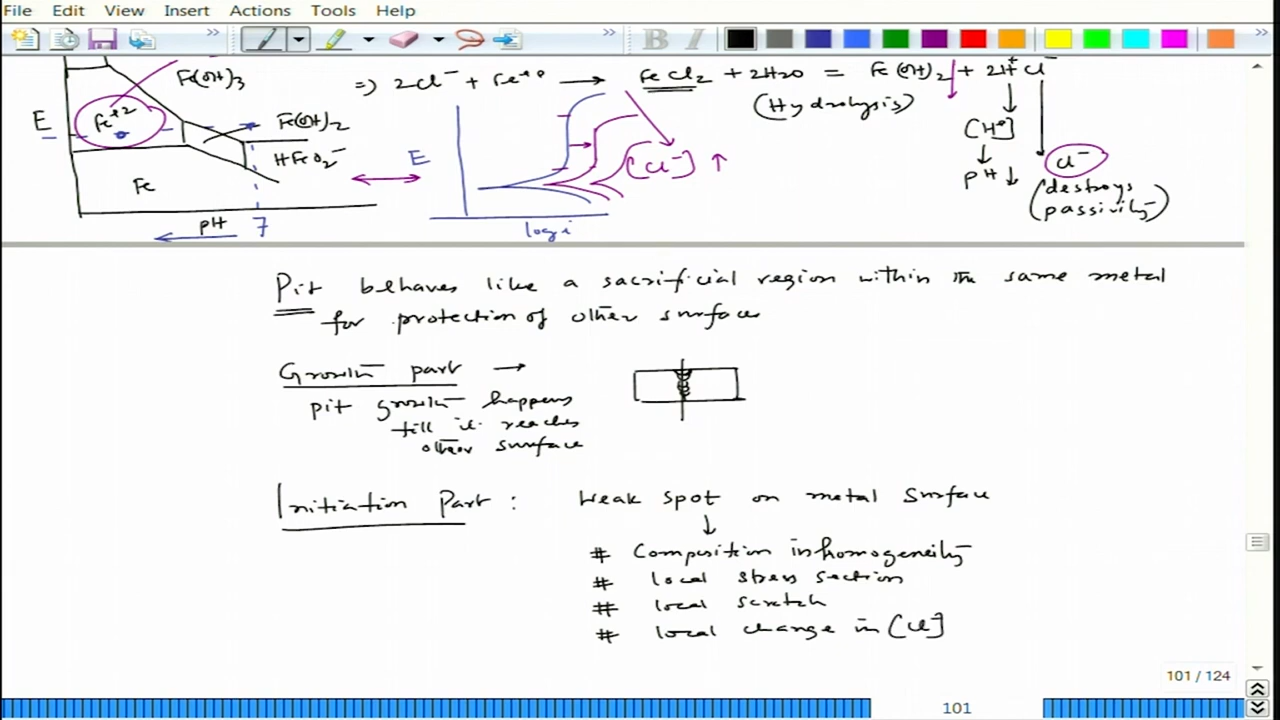 File Edit View Insert Actions Tools Help
Fe(OH)3
⇒ 2Cl⁻ + Fe⁺⁺ → FeCl2 + 2H2O = Fe(OH)2 + 2H⁺Cl⁻
(Hydrolysis)
E
Fe⁺²
Fe(OH)2
HFeO2⁻
Fe
pH 7
E
log i
[Cl⁻] ↑
[H⁺]
pH ↓
Cl⁻
(destroys
passivity)
Pit behaves like a sacrificial region within the same metal
for protection of other surface
Growth part →
pit growth happens
till it reaches
other surface
Initiation Part : Weak spot on metal surface
↓
# Composition inhomogeneity
# local stress section
# local scratch
# local change in [Cl]
101 / 124
101